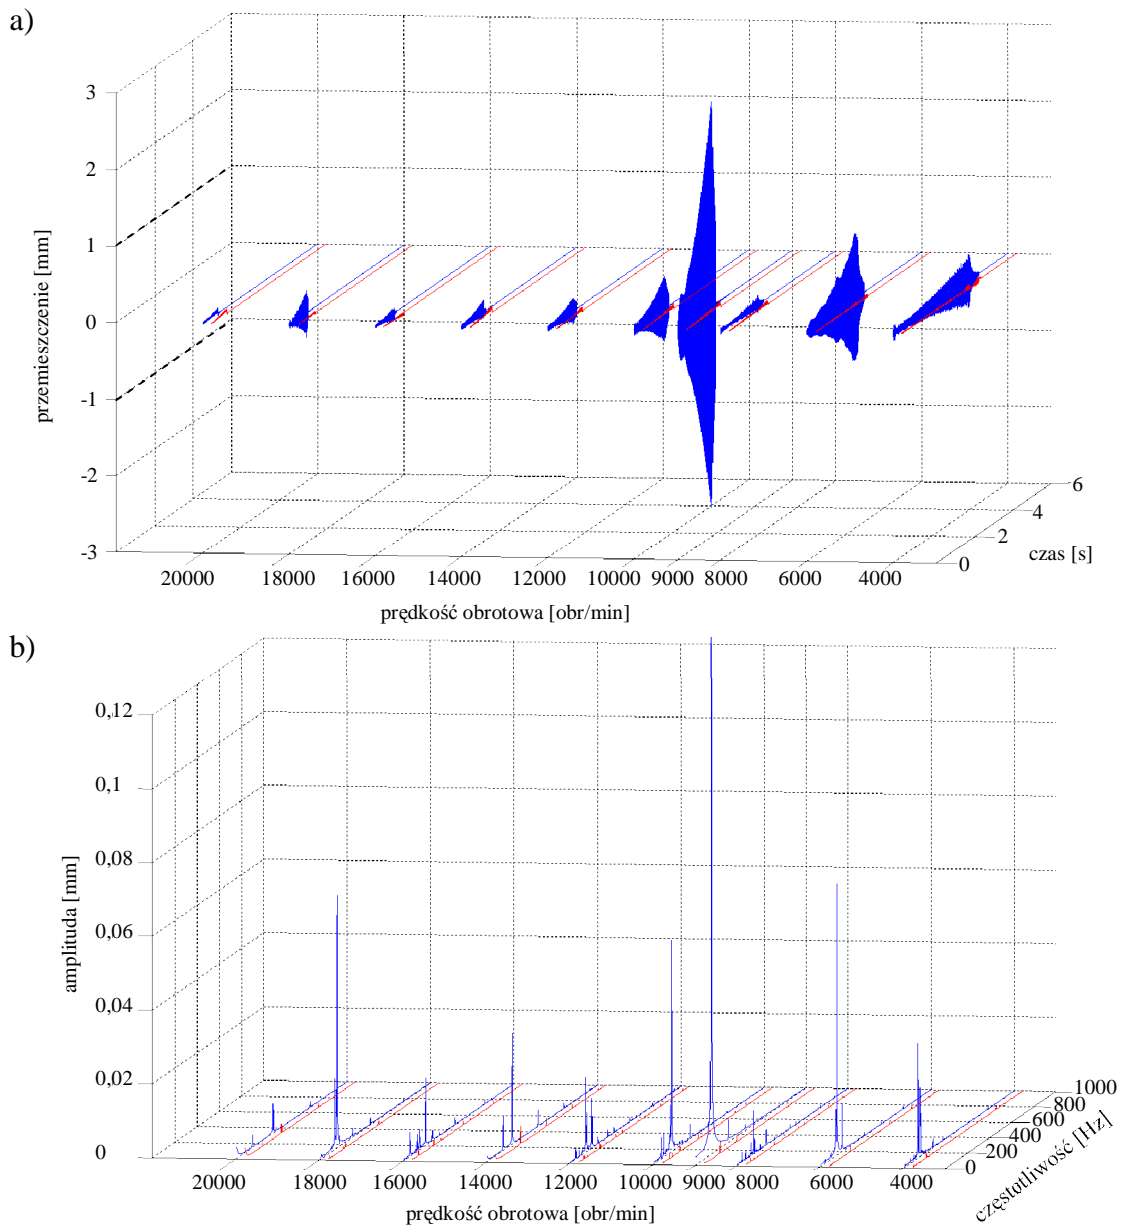 a)
3
2
1
0
-1
-2
-3
przemieszczenie [mm]
20000 18000 16000 14000 12000 10000 9000 8000 6000 4000
0 2 4 6
czas [s]
prędkość obrotowa [obr/min]
b)
0,12
0,1
0,08
0,06
0,04
0,02
0
amplituda [mm]
20000 18000 16000 14000 12000 10000 9000 8000 6000 4000
0 200 400 600 800 1000
częstotliwość [Hz]
prędkość obrotowa [obr/min]